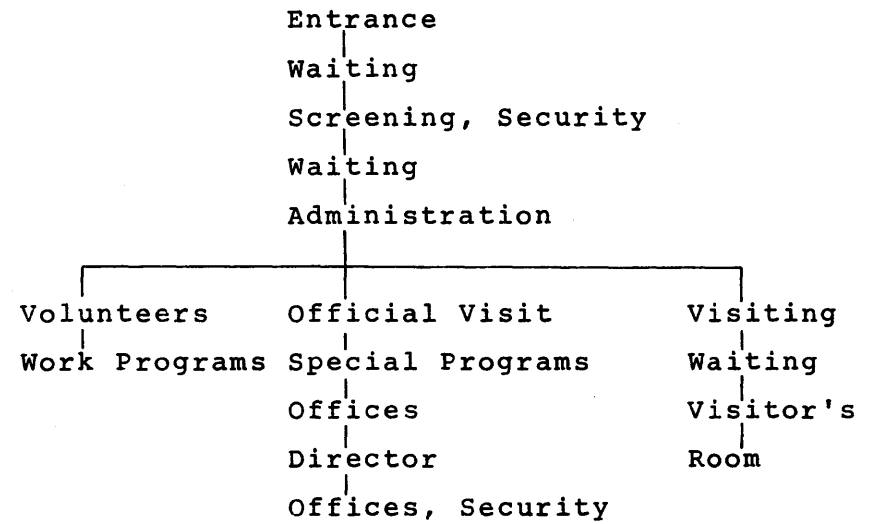 Entrance
Waiting
Screening, Security
Waiting
Administration
Volunteers Official Visit Visiting
Work Programs Special Programs Waiting
Offices Visitor's
Director Room
Offices, Security